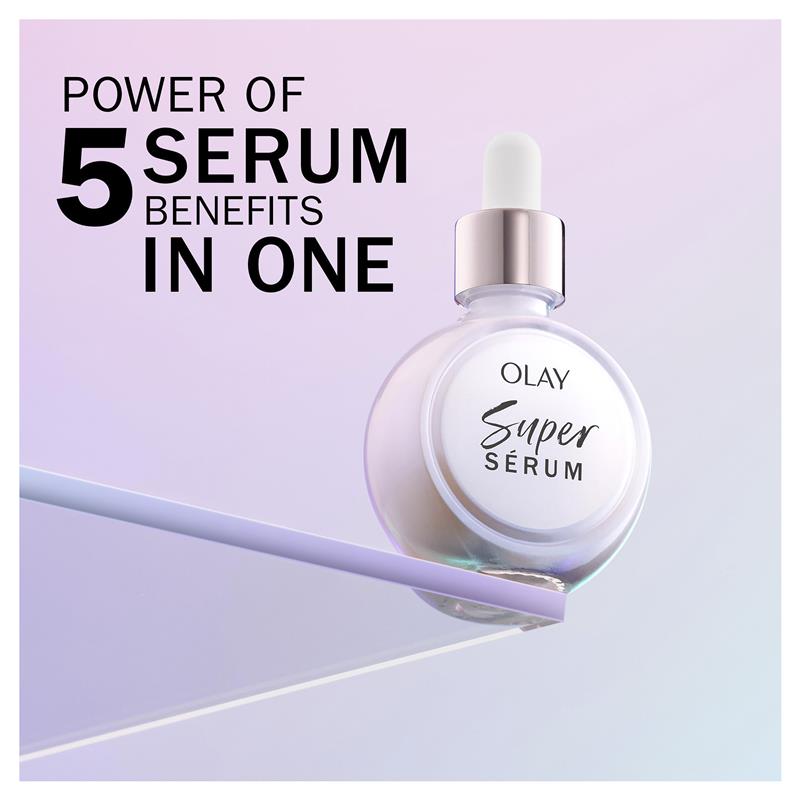 POWER OF
5 SERUM
BENEFITS
IN ONE
OLAY
Super
SÉRUM